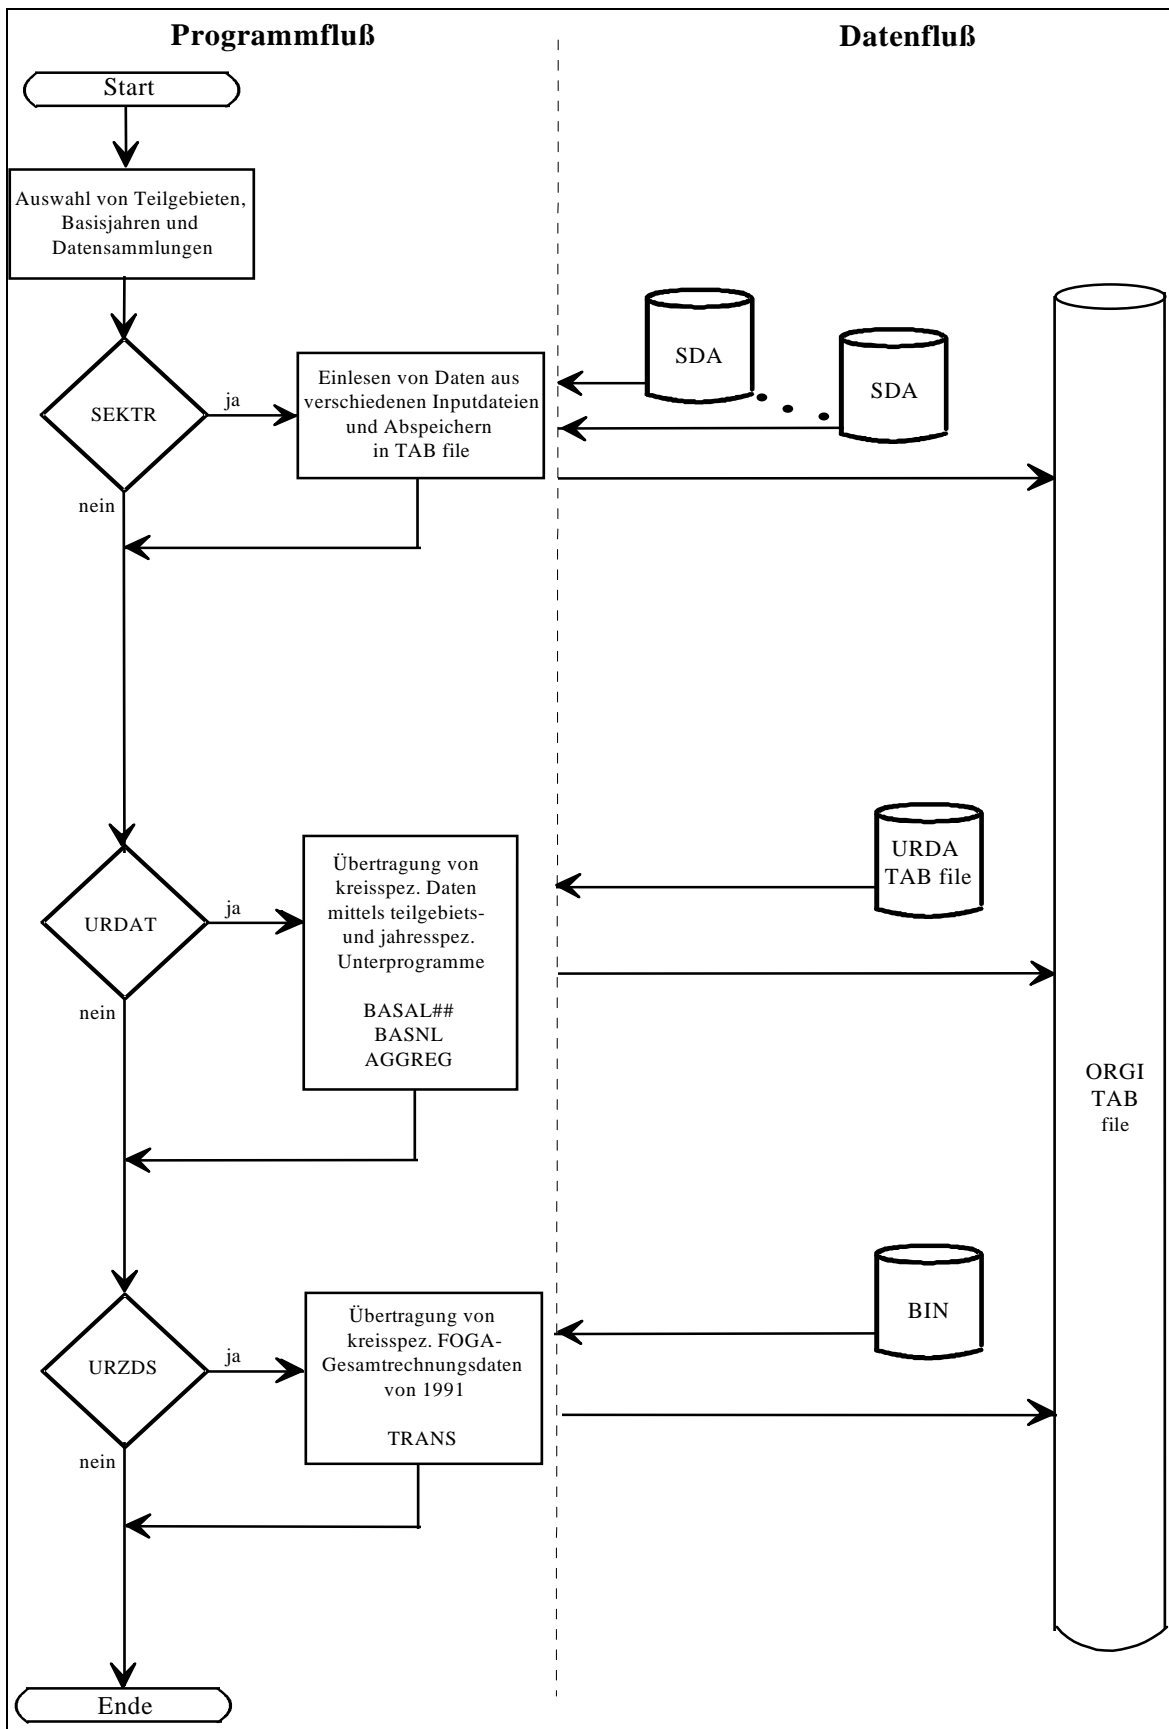 Programmfluß
Datenfluß
Start
Auswahl von Teilgebieten,
Basisjahren und
Datensammlungen
SEKTR
ja
nein
Einlesen von Daten aus
verschiedenen Inputdateien
und Abspeichern
in TAB file
SDA
SDA
URDAT
ja
nein
Übertragung von
kreisspez. Daten
mittels teilgebiets-
und jahresspez.
Unterprogramme
BASAL##
BASNL
AGGREG
URDA
TAB file
ORGI
TAB
file
URZDS
ja
nein
Übertragung von
kreisspez. FOGA-
Gesamtrechnungsdaten
von 1991
TRANS
BIN
Ende